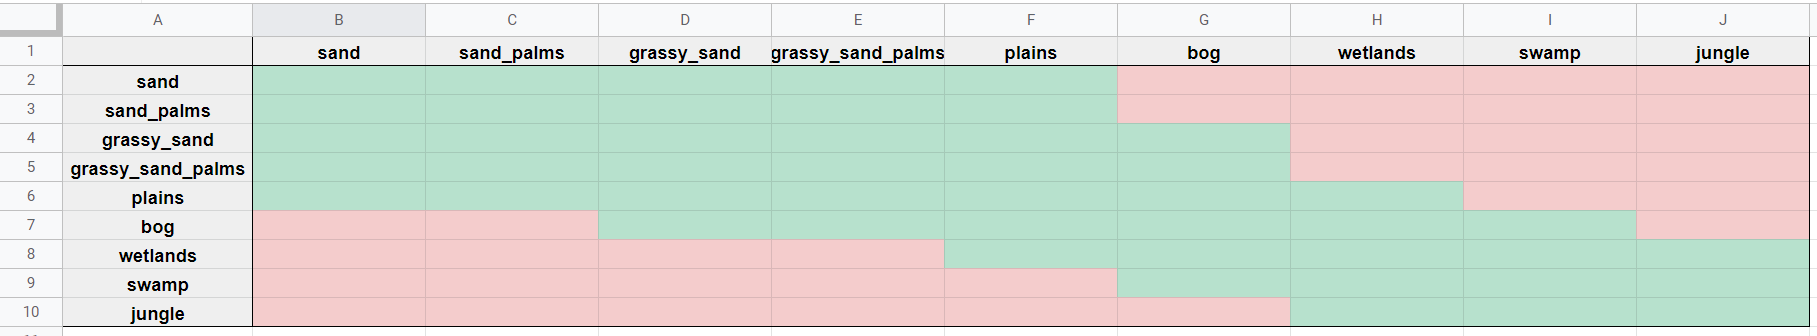 A B C D E F G H I J
1 sand sand_palms grassy_sand grassy_sand_palms plains bog wetlands swamp jungle
2 sand
3 sand_palms
4 grassy_sand
5 grassy_sand_palms
6 plains
7 bog
8 wetlands
9 swamp
10 jungle